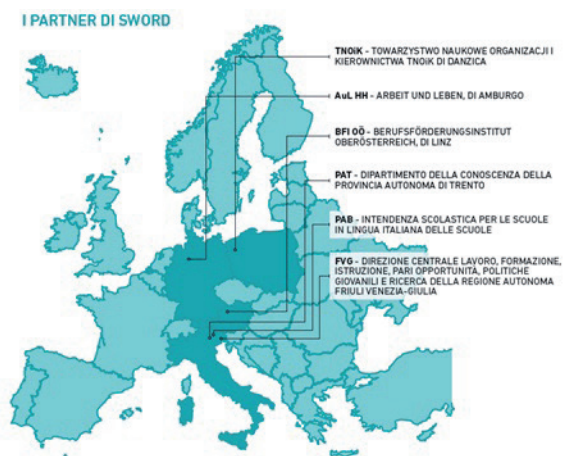 I PARTNER DI SWORD
TNOiK - TOWARZYSTWO NAUKOWE ORGANIZACJI I
KIEROWNICTWA TNOiK DI DANZICA
AuL HH - ARBEIT UND LEBEN, DI AMBURGO
BFI OÖ - BERUFSFÖRDERUNGSINSTITUT
OBERÖSTERREICH, DI LINZ
PAT - DIPARTIMENTO DELLA CONOSCENZA DELLA
PROVINCIA AUTONOMA DI TRENTO
PAB - INTENDENZA SCOLASTICA PER LE SCUOLE
IN LINGUA ITALIANA DELLE SCUOLE
FVG - DIREZIONE CENTRALE LAVORO, FORMAZIONE,
ISTRUZIONE, PARI OPPORTUNITÀ, POLITICHE
GIOVANILI E RICERCA DELLA REGIONE AUTONOMA
FRIULI VENEZIA-GIULIA